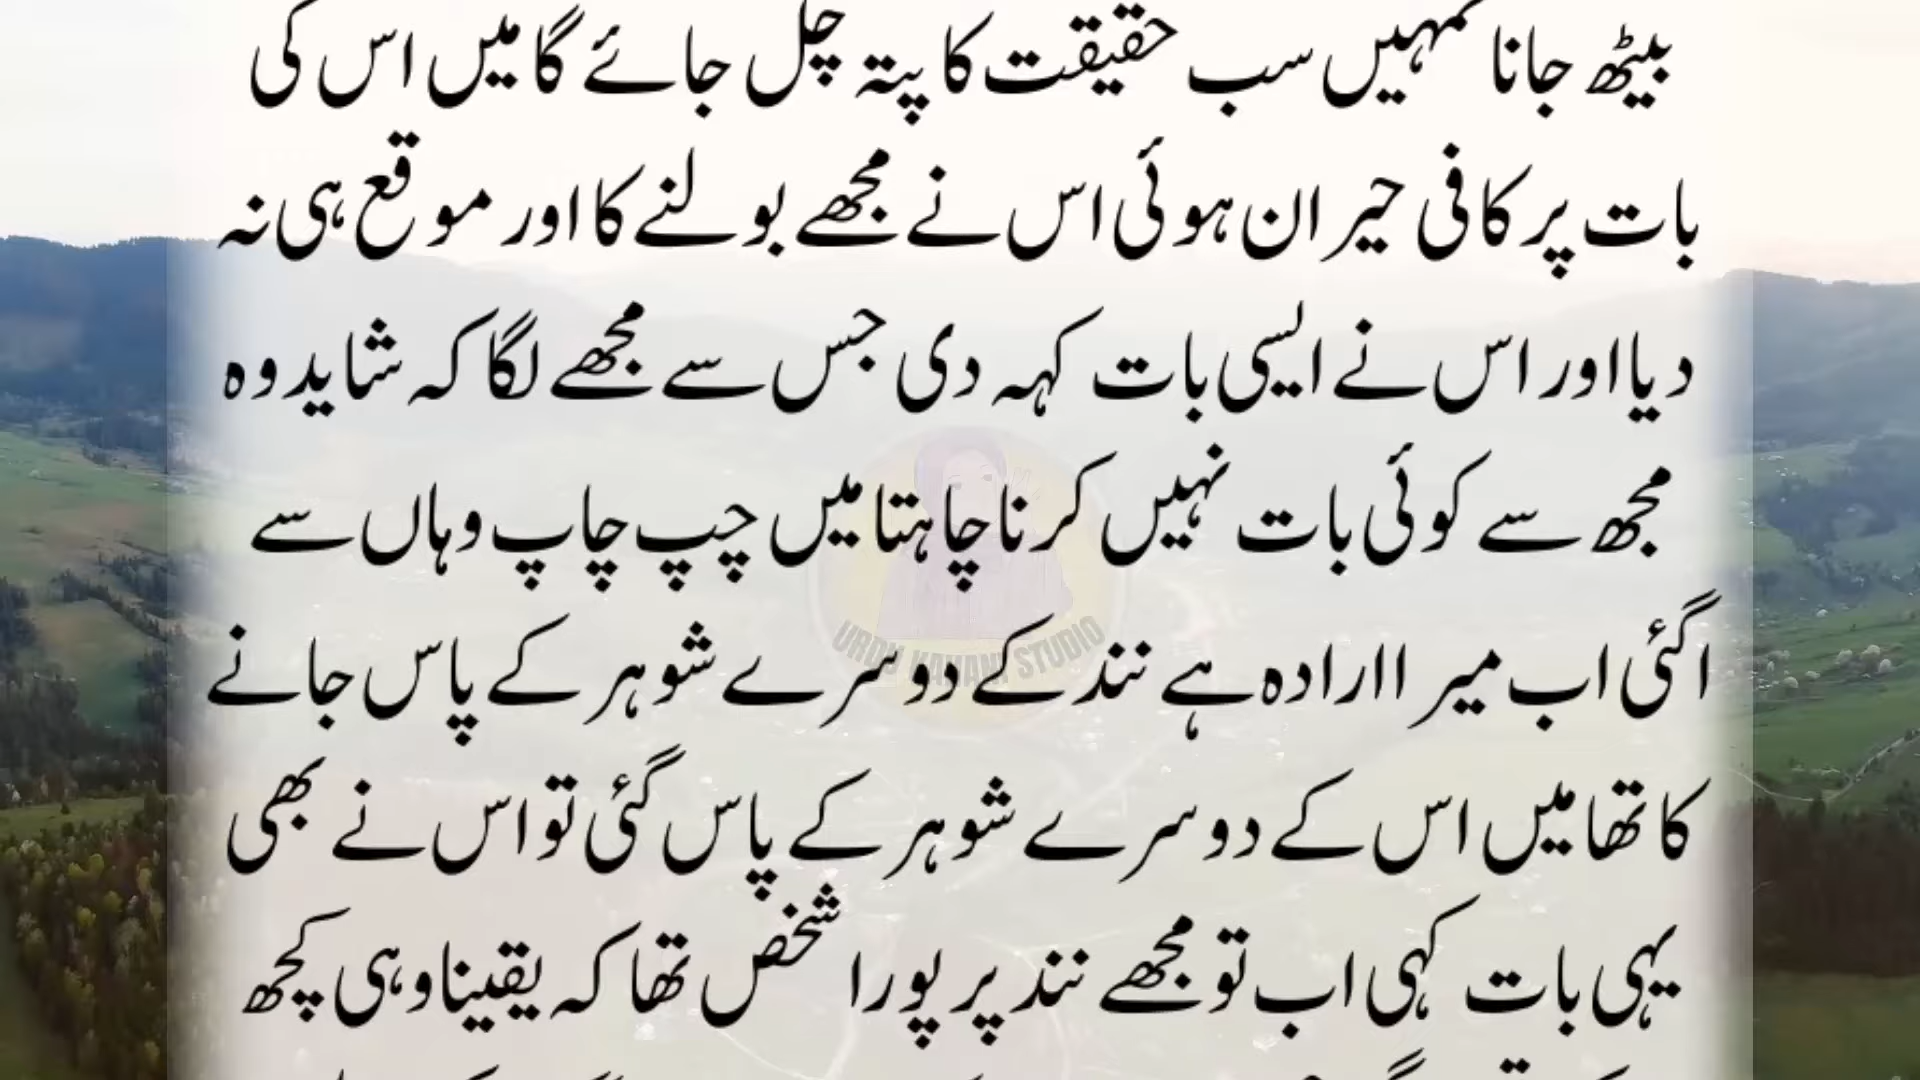 بیٹھ جانا تمہیں سب حقیقت کا پتہ چل جائے گا میں اس کی
بات پر کافی حیران ہوئی اس نے مجھے بولنے کا اور موقع ہی نہ
دیا اور اس نے ایسی بات کہہ دی جس سے مجھے لگا کہ شاید وہ
مجھ سے کوئی بات نہیں کرنا چاہتا میں چپ چاپ وہاں سے
اگئی اب میرا ارادہ ہے نند کے دوسرے شوہر کے پاس جانے
URDU KAHANI STUDIO
کا تھا میں اس کے دوسرے شوہر کے پاس گئی تو اس نے بھی
یہی بات کہی اب تو مجھے نند پر پورا شخص تھا کہ یقینا وہی کچھ